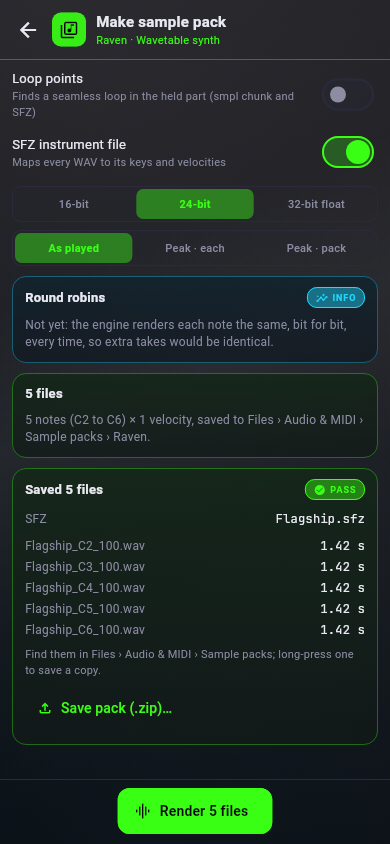 Make sample pack
Raven · Wavetable synth
Loop points
Finds a seamless loop in the held part (smpl chunk and
SFZ)
SFZ instrument file
Maps every WAV to its keys and velocities
16-bit 24-bit 32-bit float
As played Peak · each Peak · pack
Round robins INFO
Not yet: the engine renders each note the same, bit for bit,
every time, so extra takes would be identical.
5 files
5 notes (C2 to C6) × 1 velocity, saved to Files › Audio & MIDI ›
Sample packs › Raven.
Saved 5 files PASS
SFZ Flagship.sfz
Flagship_C2_100.wav 1.42 s
Flagship_C3_100.wav 1.42 s
Flagship_C4_100.wav 1.42 s
Flagship_C5_100.wav 1.42 s
Flagship_C6_100.wav 1.42 s
Find them in Files › Audio & MIDI › Sample packs; long-press one
to save a copy.
Save pack (.zip)…
Render 5 files